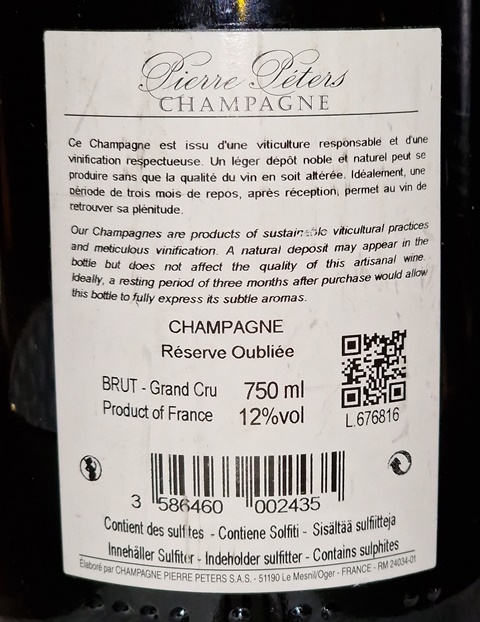 Pierre Péters
CHAMPAGNE
Ce Champagne est issu d'une viticulture responsable et d'une
vinification respectueuse. Un léger dépôt noble et naturel peut se
produire sans que la qualité du vin en soit altérée. Idéalement, une
période de trois mois de repos, après réception, permet au vin de
retrouver sa plénitude.
Our Champagnes are products of sustainable viticultural practices
and meticulous vinification. A natural deposit may appear in the
bottle but does not affect the quality of this artisanal wine.
Ideally, a resting period of three months after purchase would allow
this bottle to fully express its subtle aromas.
CHAMPAGNE
Réserve Oubliée
BRUT - Grand Cru 750 ml
Product of France 12%vol
L.676816
3 586460 002435
Contient des sulfites - Contiene Solfiti - Sisältää sulfiitteja
Innehåller Sulfiter - Indeholder sulfitter - Contains sulphites
Élaboré par CHAMPAGNE PIERRE PETERS S.A.S. - 51190 Le Mesnil/Oger - FRANCE - RM 24034-01